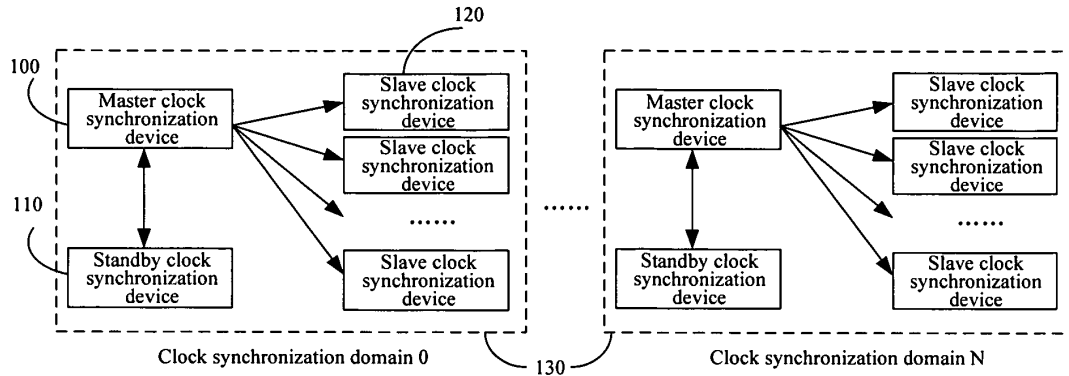 120
100
Master clock
synchronization
device
Slave clock
synchronization
device
Slave clock
synchronization
device
......
110
Standby clock
synchronization
device
Slave clock
synchronization
device
......
Master clock
synchronization
device
Slave clock
synchronization
device
Slave clock
synchronization
device
......
Standby clock
synchronization
device
Slave clock
synchronization
device
Clock synchronization domain 0
130
Clock synchronization domain N